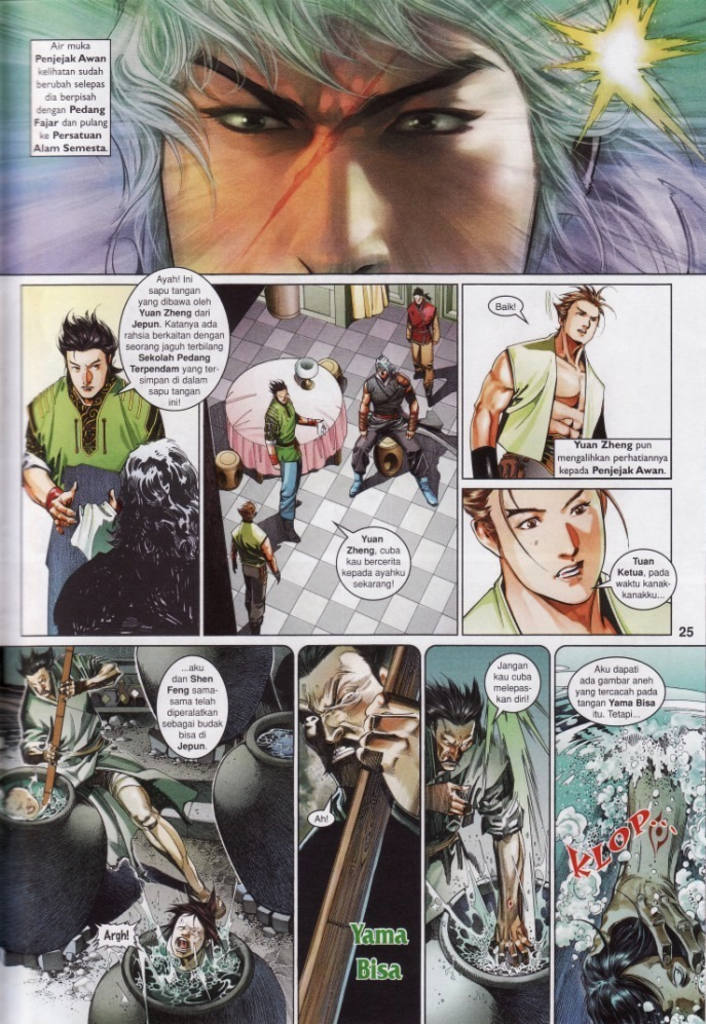 Air muka
Penjejak Awan
kelihatan sudah
berubah selepas
dia berpisah
dengan Pedang
Fajar dan pulang
ke Persatuan
Alam Semesta.
Ayah! Ini
sapu tangan
yang dibawa oleh
Yuan Zheng dari
Jepun. Katanya ada
rahsia berkaitan dengan
seorang jaguh terbilang
Sekolah Pedang
Terpendam yang ter-
simpan di dalam
sapu tangan
ini!
Yuan
Zheng, cuba
kau bercerita
kepada ayahku
sekarang!
Baik!
Yuan Zheng pun
mengalihkan perhatiannya
kepada Penjejak Awan.
Tuan
Ketua, pada
waktu kanak-
kanakku...
25
...aku
dan Shen
Feng sama-
sama telah
diperalatkan
sebagai budak
bisa di
Jepun.
Argh!
Ah!
Yama
Bisa
Jangan
kau cuba
melepas-
kan diri!
Aku dapati
ada gambar aneh
yang tercacah pada
tangan Yama Bisa
itu. Tetapi...
KLOP